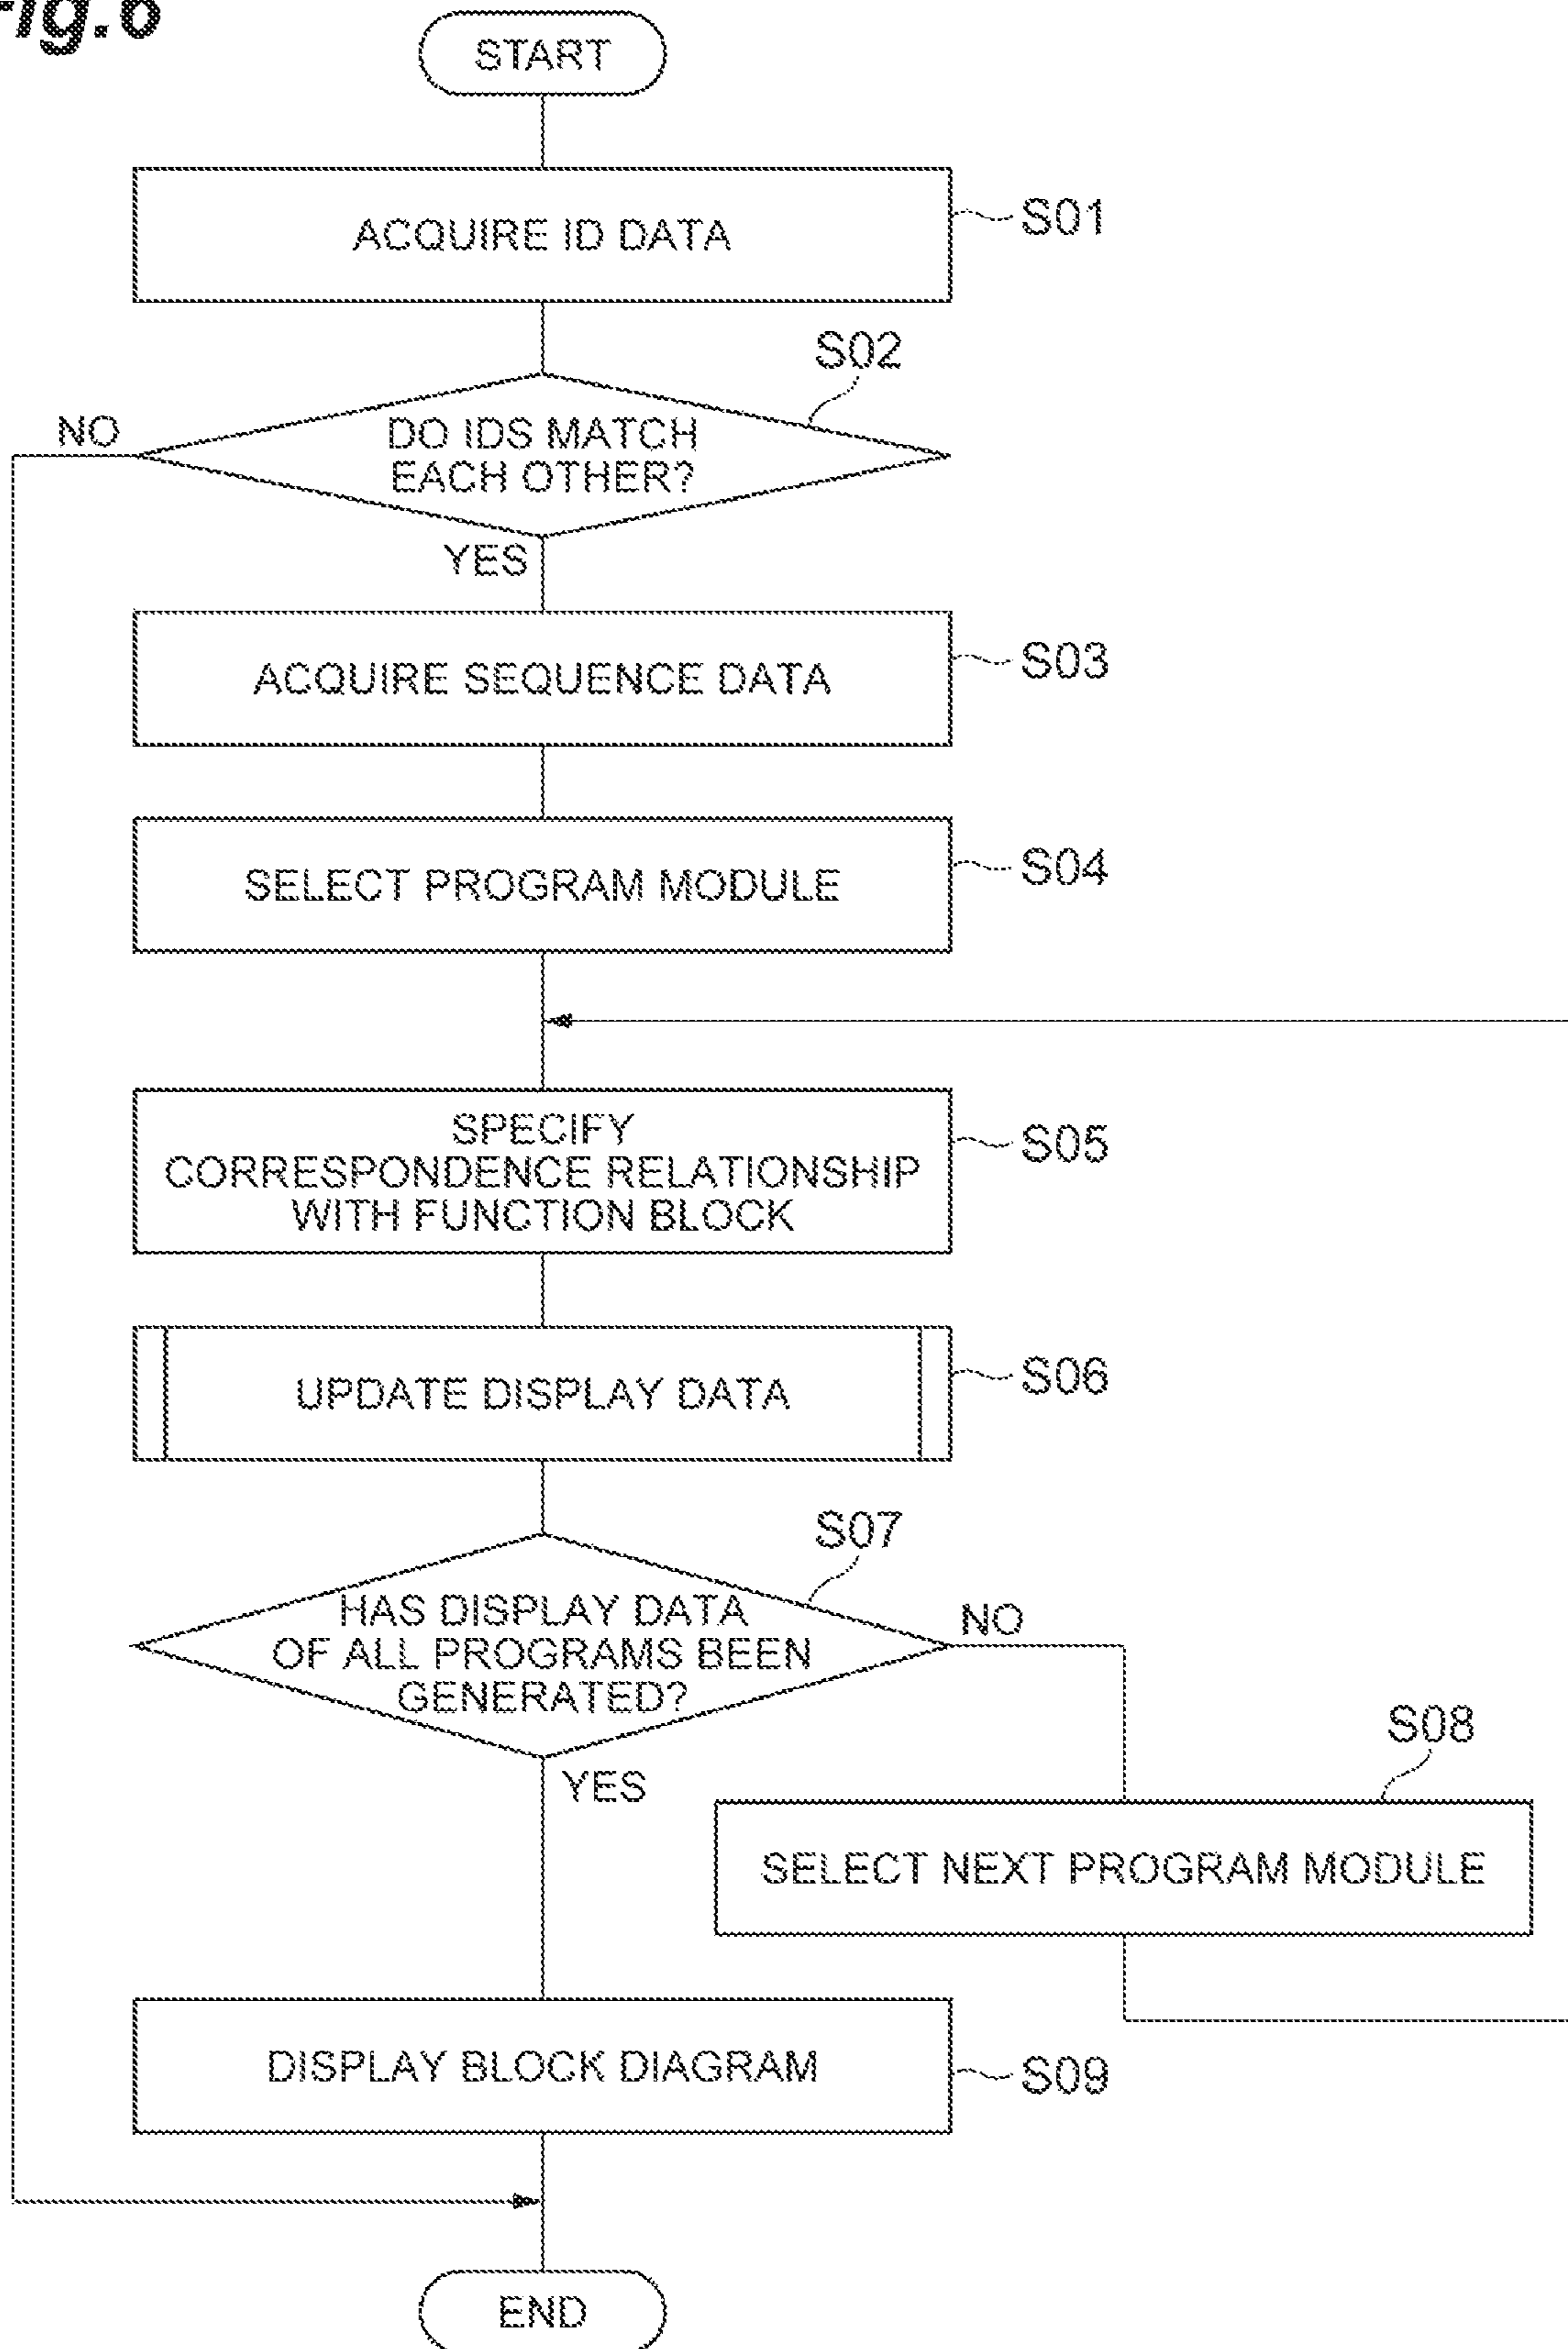 Fig.6
START
ACQUIRE ID DATA
S01
S02
NO
DO IDS MATCH
EACH OTHER?
YES
ACQUIRE SEQUENCE DATA
S03
SELECT PROGRAM MODULE
S04
SPECIFY
CORRESPONDENCE RELATIONSHIP
WITH FUNCTION BLOCK
S05
UPDATE DISPLAY DATA
S06
S07
HAS DISPLAY DATA
OF ALL PROGRAMS BEEN
GENERATED?
NO
YES
S08
SELECT NEXT PROGRAM MODULE
DISPLAY BLOCK DIAGRAM
S09
END